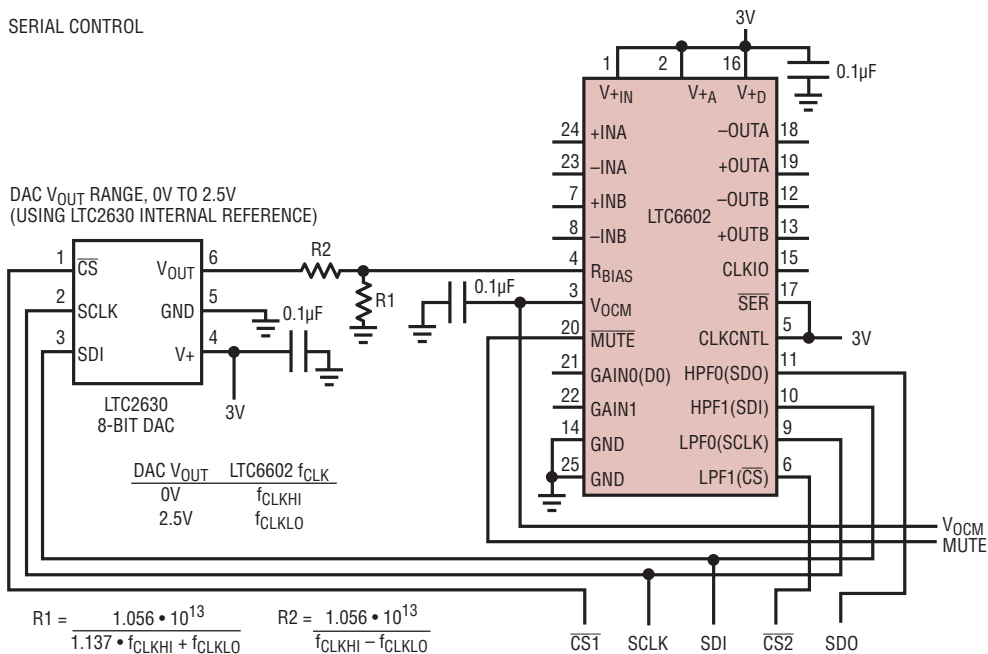 SERIAL CONTROL
3V
1 2 16
0.1µF
V+IN V+A V+D
24 +INA −OUTA 18
23 −INA +OUTA 19
7 +INB −OUTB 12
LTC6602
8 −INB +OUTB 13
4 RBIAS CLKIO 15
3 VOCM S̅E̅R̅ 17
20 M̅U̅T̅E̅ CLKCNTL 5 3V
21 GAIN0(D0) HPF0(SDO) 11
22 GAIN1 HPF1(SDI) 10
14 GND LPF0(SCLK) 9
25 GND LPF1(C̅S̅) 6
DAC VOUT RANGE, 0V TO 2.5V
(USING LTC2630 INTERNAL REFERENCE)
1 C̅S̅ VOUT 6
2 SCLK GND 5
3 SDI V+ 4
R2
R1
0.1µF
0.1µF
3V
LTC2630
8-BIT DAC
DAC VOUT LTC6602 fCLK
0V fCLKHI
2.5V fCLKLO
VOCM
MUTE
R1 = 1.056 • 10^13 / 1.137 • fCLKHI + fCLKLO
R2 = 1.056 • 10^13 / fCLKHI − fCLKLO
C̅S̅1̅ SCLK SDI C̅S̅2̅ SDO